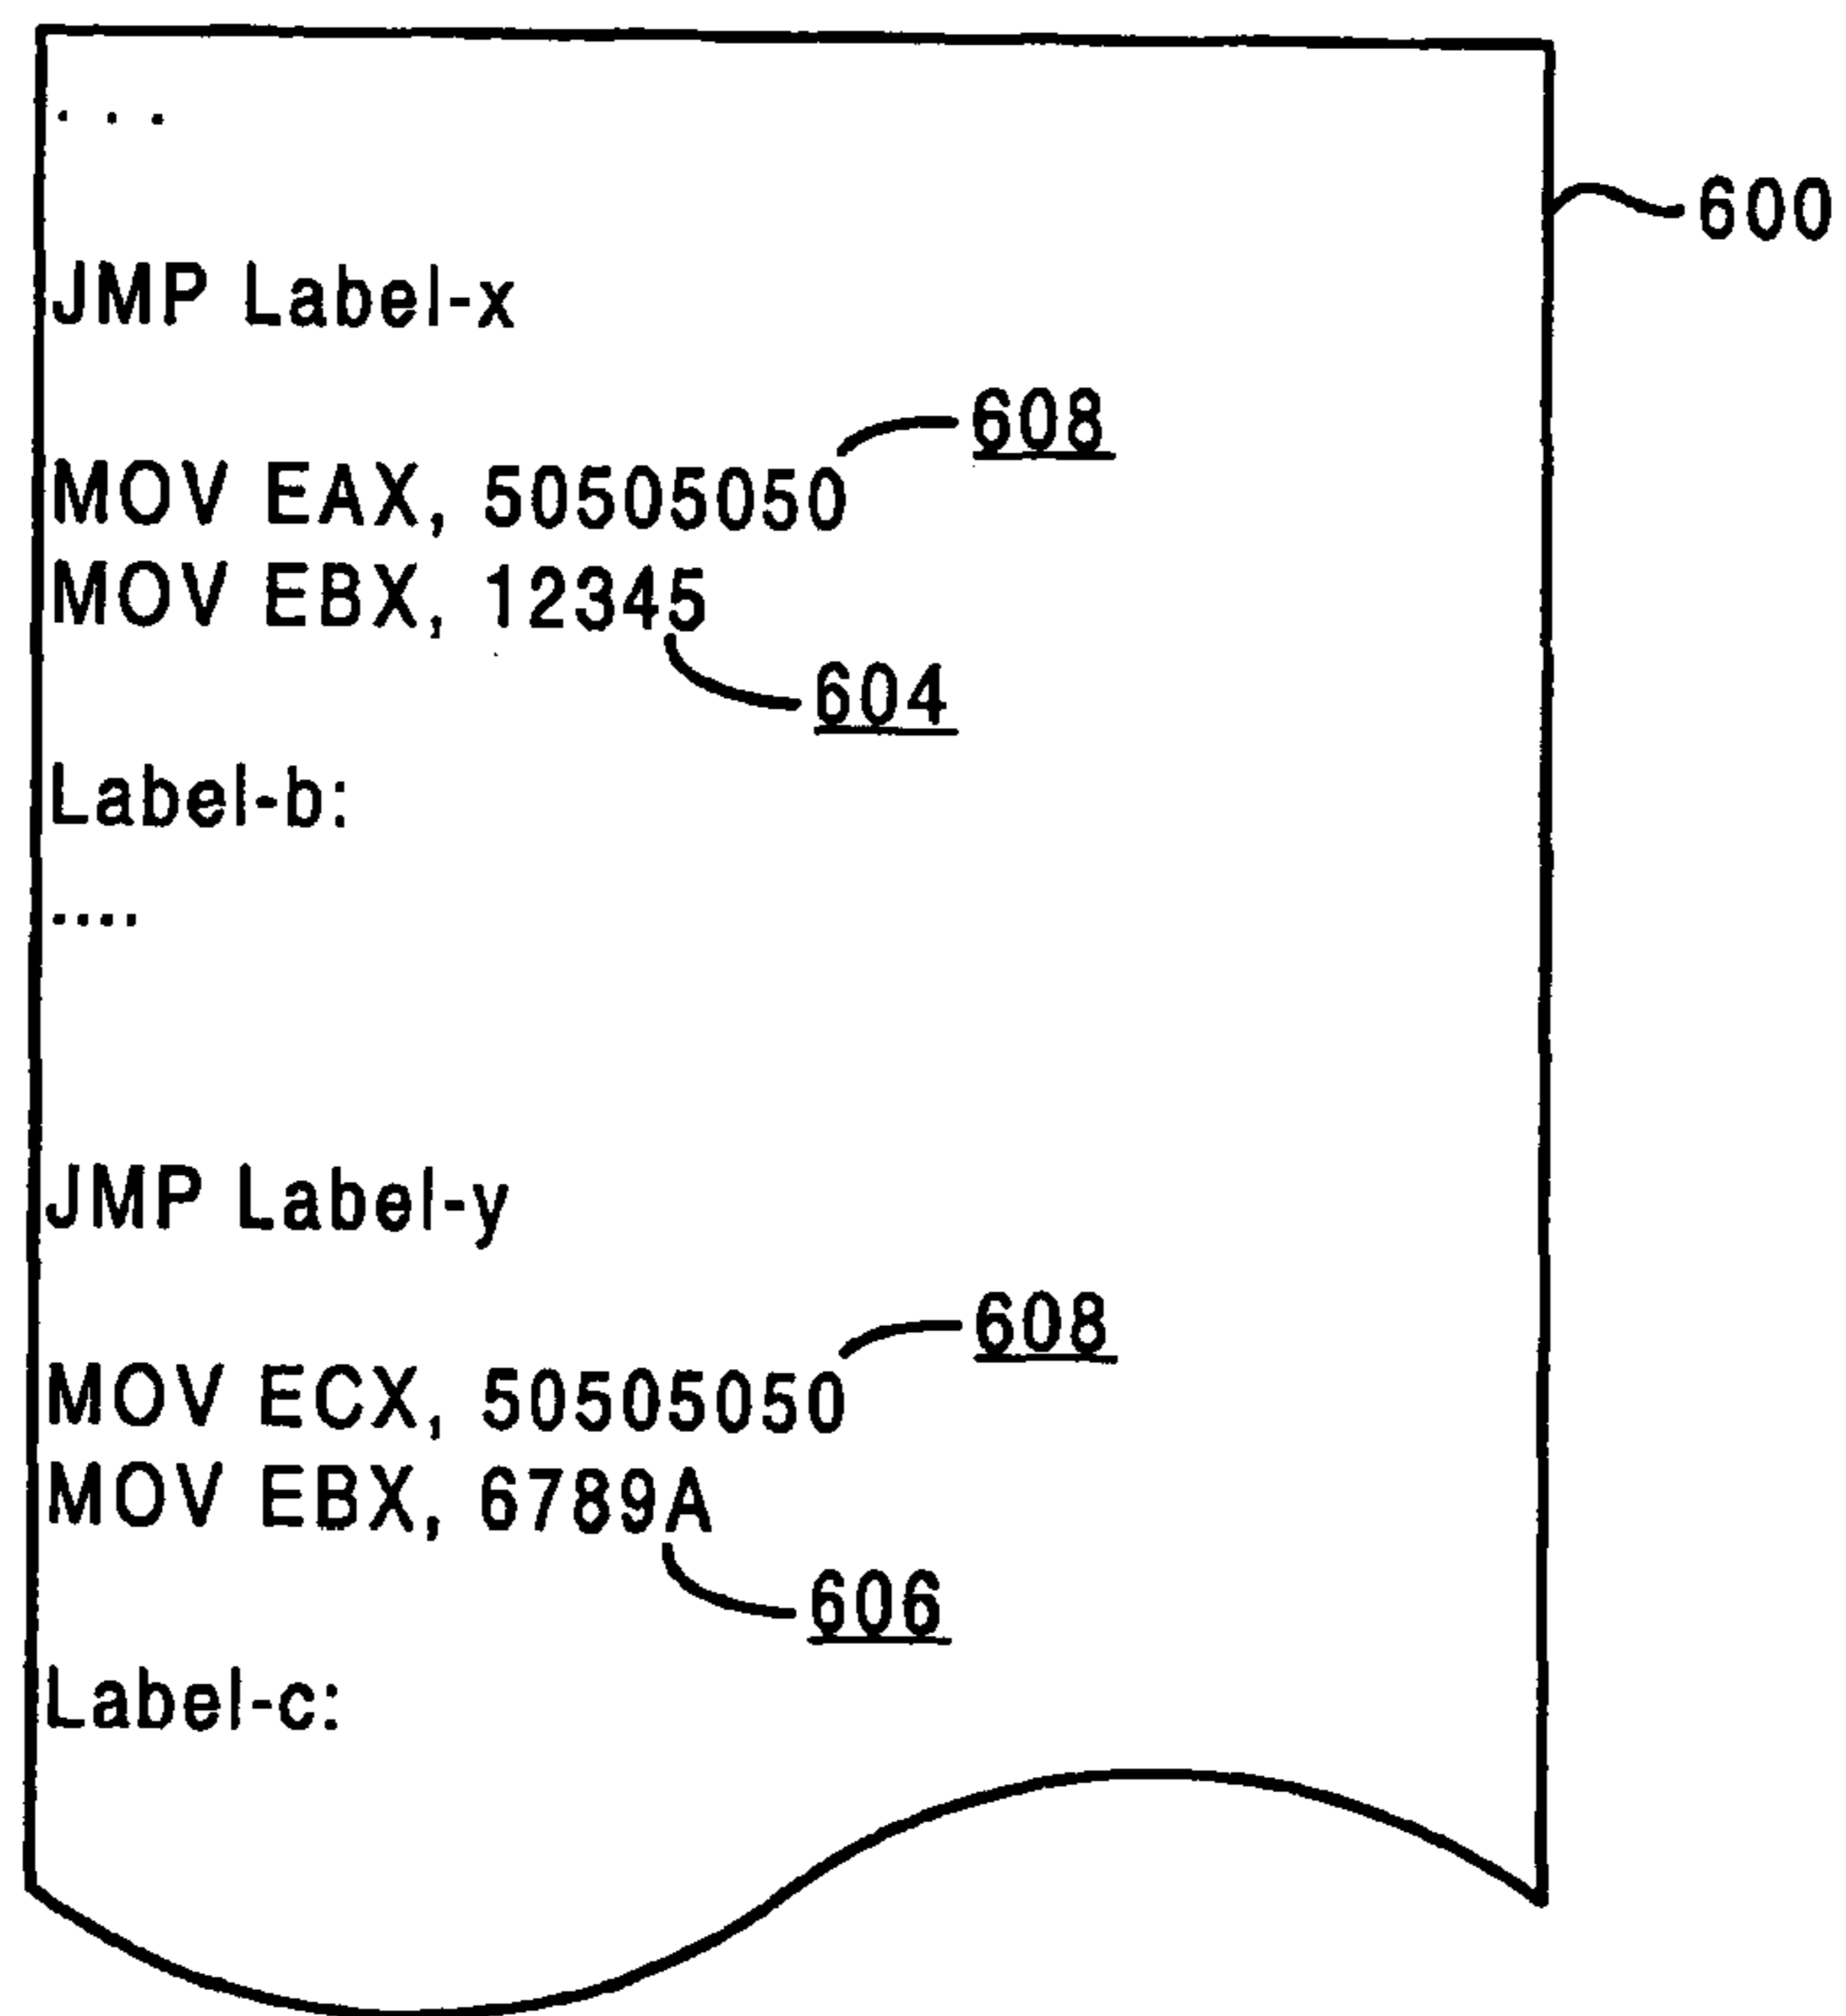 . . .
600
JMP Label-x
608
MOV EAX, 50505050
MOV EBX, 12345
604
Label-b:
....
JMP Label-y
608
MOV ECX, 50505050
MOV EBX, 6789A
606
Label-c: